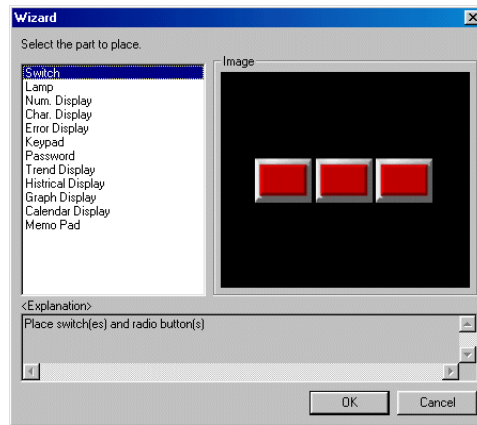 Wizard
Select the part to place.
Switch
Lamp
Num. Display
Char. Display
Error Display
Keypad
Password
Trend Display
Histrical Display
Graph Display
Calendar Display
Memo Pad
Image
<Explanation>
Place switch(es) and radio button(s)
OK
Cancel